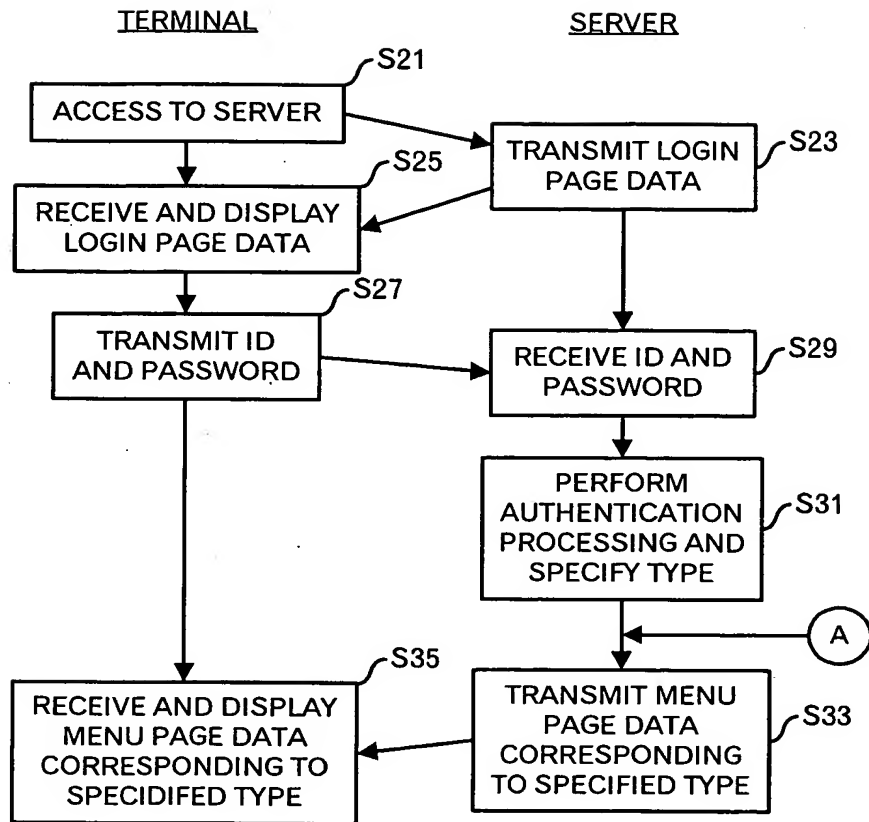 TERMINAL
SERVER
S21
ACCESS TO SERVER
S23
TRANSMIT LOGIN
PAGE DATA
S25
RECEIVE AND DISPLAY
LOGIN PAGE DATA
S27
TRANSMIT ID
AND PASSWORD
S29
RECEIVE ID AND
PASSWORD
S31
PERFORM
AUTHENTICATION
PROCESSING AND
SPECIFY TYPE
A
S35
RECEIVE AND DISPLAY
MENU PAGE DATA
CORRESPONDING TO
SPECIDIFED TYPE
S33
TRANSMIT MENU
PAGE DATA
CORRESPONDING
TO SPECIFIED TYPE